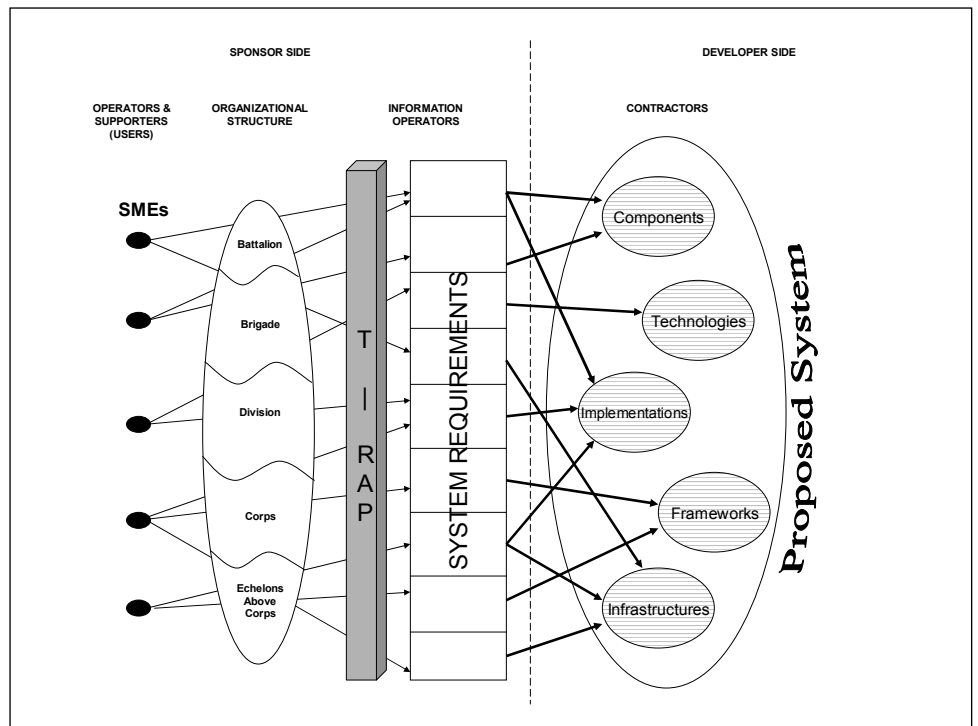 SPONSOR SIDE
DEVELOPER SIDE
OPERATORS &
SUPPORTERS
(USERS)
ORGANIZATIONAL
STRUCTURE
INFORMATION
OPERATORS
CONTRACTORS
SMEs
Battalion
Brigade
Division
Corps
Echelons
Above
Corps
T I RAP
SYSTEM REQUIREMENTS
Components
Technologies
Implementations
Frameworks
Infrastructures
Proposed System